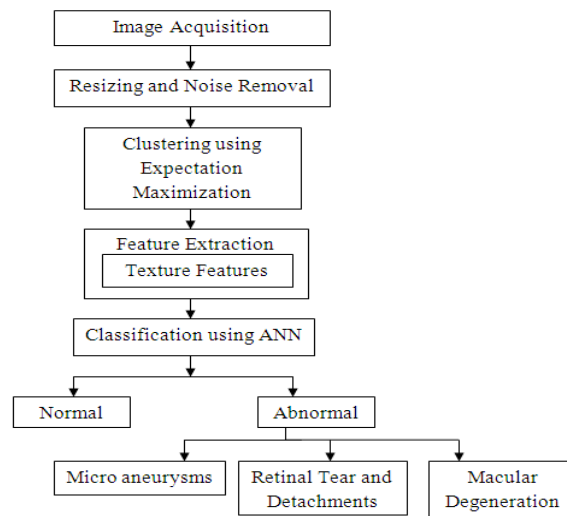 Image Acquisition
Resizing and Noise Removal
Clustering using
Expectation
Maximization
Feature Extraction
Texture Features
Classification using ANN
Normal
Abnormal
Micro aneurysms
Retinal Tear and
Detachments
Macular
Degeneration